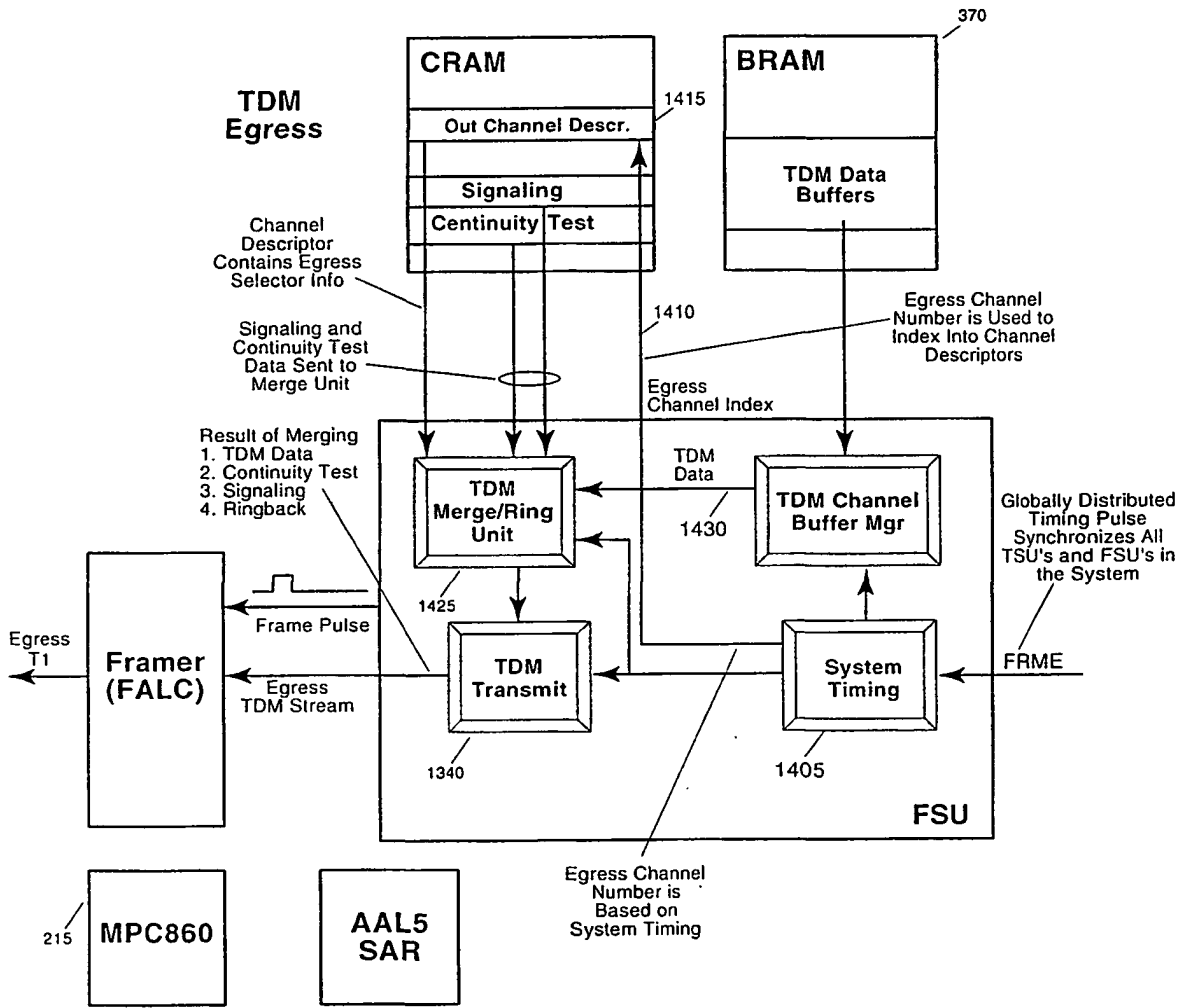 370
CRAM
BRAM
TDM
Egress
1415
Out Channel Descr.
TDM Data
Buffers
Signaling
Centinuity Test
Channel
Descriptor
Contains Egress
Selector Info
1410
Egress Channel
Number is Used to
Index Into Channel
Descriptors
Signaling and
Continuity Test
Data Sent to
Merge Unit
Egress
Channel Index
Result of Merging
1. TDM Data
2. Continuity Test
3. Signaling
4. Ringback
TDM
Merge/Ring
Unit
TDM
Data
1430
TDM Channel
Buffer Mgr
Globally Distributed
Timing Pulse
Synchronizes All
TSU's and FSU's in
the System
1425
Frame Pulse
Egress
T1
Framer
(FALC)
Egress
TDM Stream
TDM
Transmit
System
Timing
FRME
1340
1405
FSU
Egress Channel
Number is
Based on
System Timing
215
MPC860
AAL5
SAR